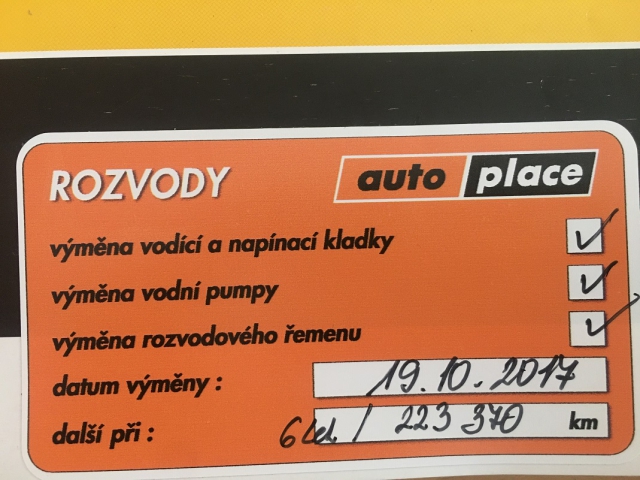 ROZVODY auto place
výměna vodící a napínací kladky
výměna vodní pumpy
výměna rozvodového řemenu
datum výměny : 19.10.2017
další při : 6 let / 223 370 km